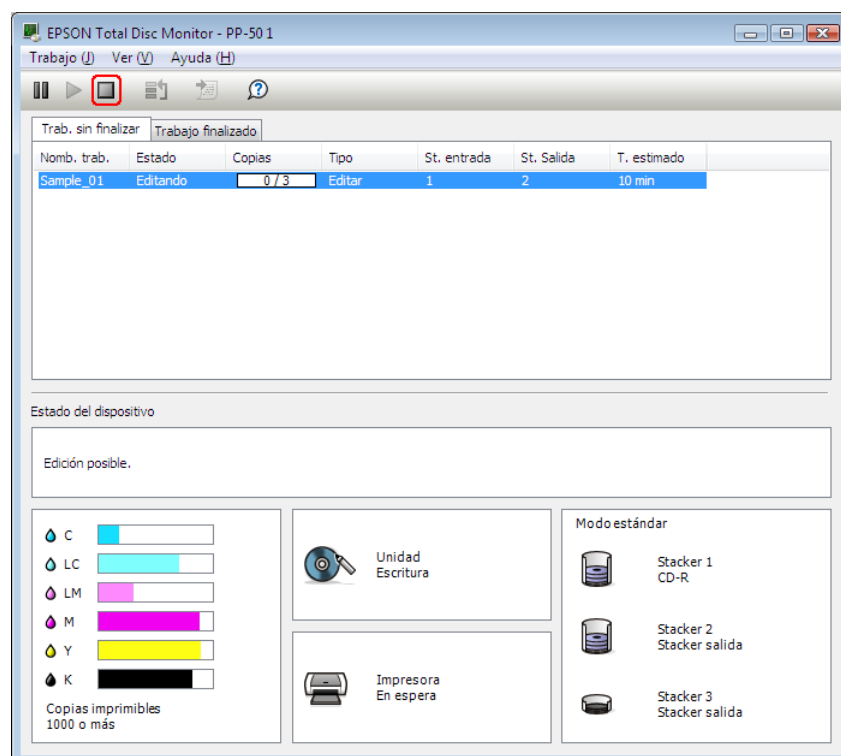 EPSON Total Disc Monitor - PP-50 1
Trabajo (J) Ver (V) Ayuda (H)
Trab. sin finalizar Trabajo finalizado
Nomb. trab. Estado Copias Tipo St. entrada St. Salida T. estimado
Sample_01 Editando 0 / 3 Editar 1 2 10 min
Estado del dispositivo
Edición posible.
C
LC
LM
M
Y
K
Copias imprimibles
1000 o más
Unidad
Escritura
Impresora
En espera
Modo estándar
Stacker 1
CD-R
Stacker 2
Stacker salida
Stacker 3
Stacker salida